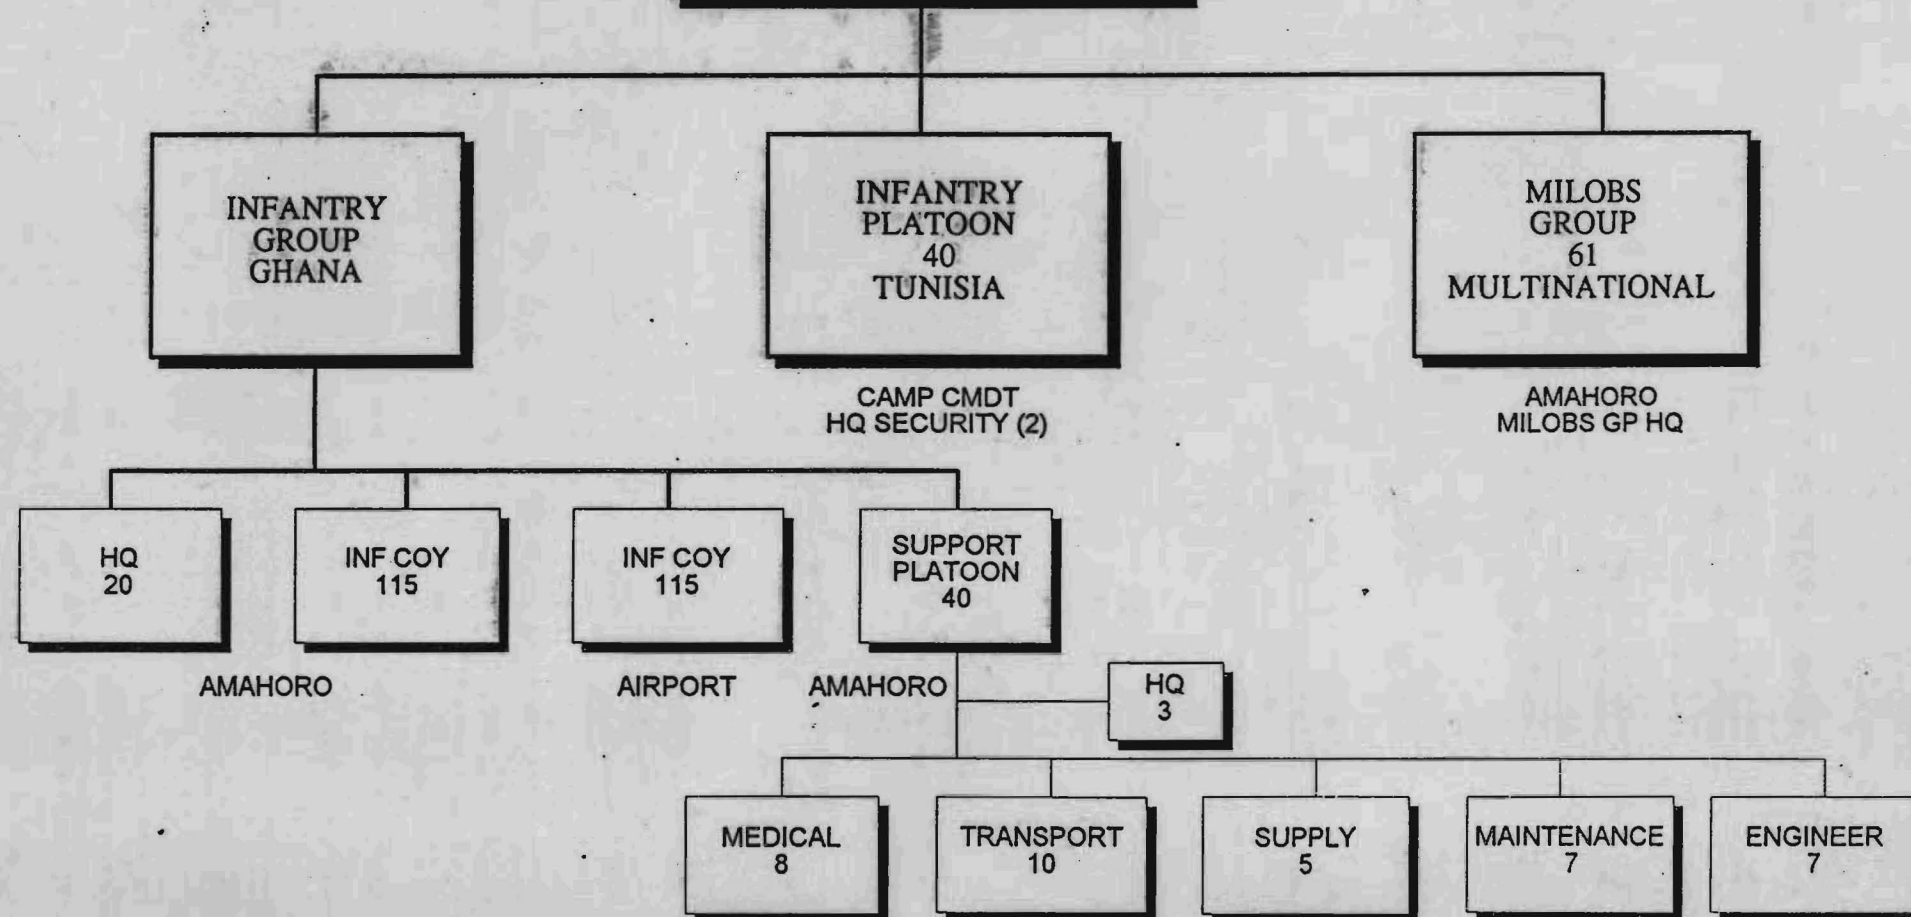 INFANTRY
GROUP
GHANA
INFANTRY
PLATOON
40
TUNISIA
MILOBS
GROUP
61
MULTINATIONAL
CAMP CMDT
HQ SECURITY (2)
AMAHORO
MILOBS GP HQ
HQ
20
INF COY
115
INF COY
115
SUPPORT
PLATOON
40
AMAHORO
AIRPORT
AMAHORO
HQ
3
MEDICAL
8
TRANSPORT
10
SUPPLY
5
MAINTENANCE
7
ENGINEER
7